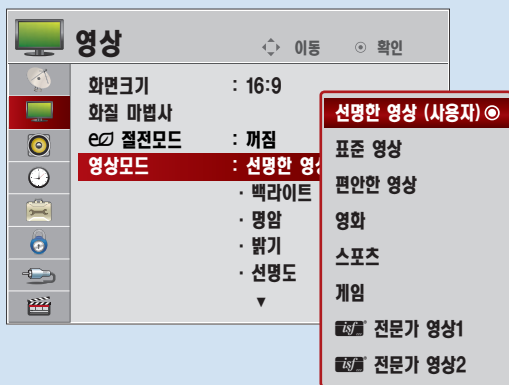 영상
이동 확인
화면크기 : 16:9
화질 마법사
e 절전모드 : 꺼짐
영상모드 : 선명한 영상
· 백라이트
· 명암
· 밝기
· 선명도
▼
선명한 영상 (사용자)
표준 영상
편안한 영상
영화
스포츠
게임
isf 전문가 영상1
isf 전문가 영상2